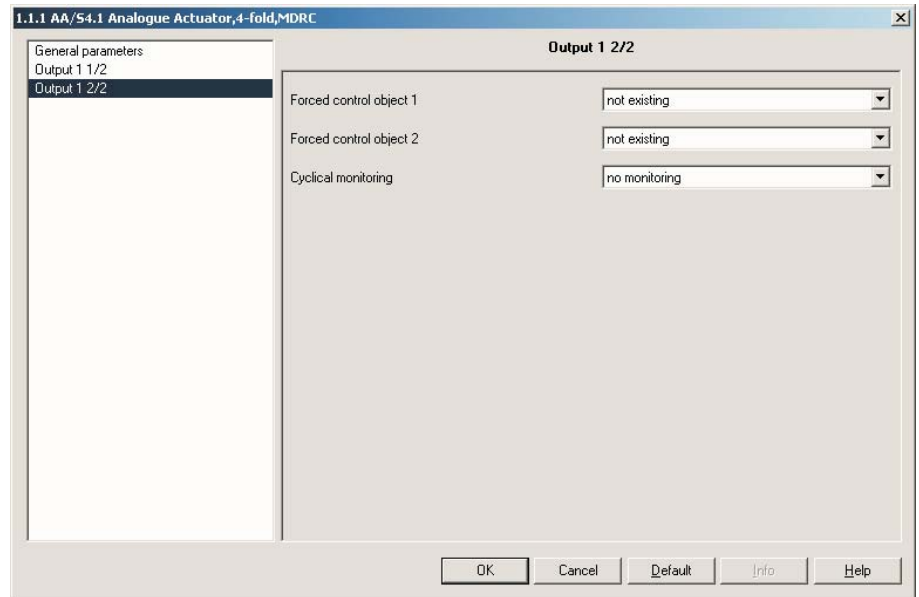 1.1.1 AA/S4.1 Analogue Actuator,4-fold,MDRC
General parameters
Output 1 1/2
Output 1 2/2
Output 1 2/2
Forced control object 1
not existing
Forced control object 2
not existing
Cyclical monitoring
no monitoring
OK
Cancel
Default
Info
Help